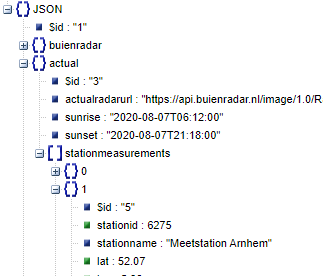 JSON
$id : "1"
buienradar
actual
$id : "3"
actualradarurl : "https://api.buienradar.nl/image/1.0/R
sunrise : "2020-08-07T06:12:00"
sunset : "2020-08-07T21:18:00"
stationmeasurements
0
1
$id : "5"
stationid : 6275
stationname : "Meetstation Arnhem"
lat : 52.07